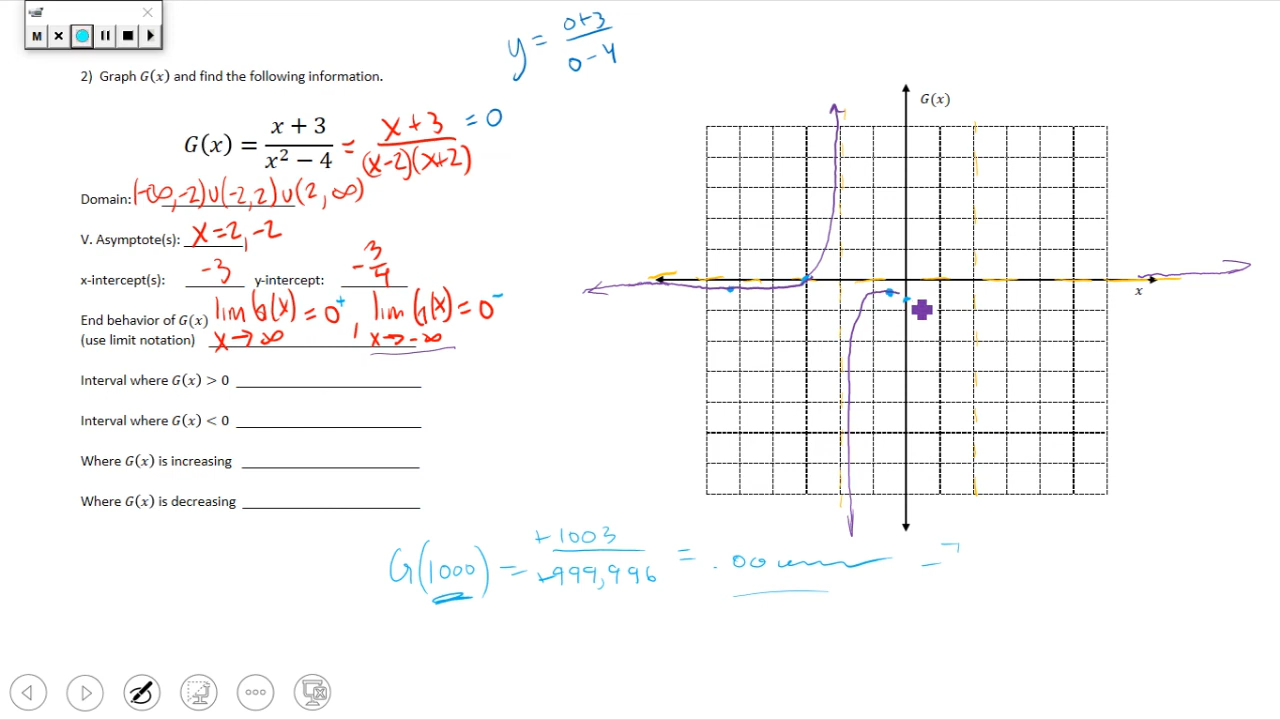 M
y = 0+3/0-4
2) Graph G(x) and find the following information.
G(x)
G(x) = x + 3/x² − 4 = x+3/(x-2)(x+2) = 0
Domain: (-∞,-2)∪(-2,2)∪(2,∞)
V. Asymptote(s): x=2,-2
x-intercept(s): -3 y-intercept: -3/4
x
End behavior of G(x) lim G(x) = 0⁺, lim G(x) = 0⁻
(use limit notation) x→∞ x→-∞
Interval where G(x) > 0
Interval where G(x) < 0
Where G(x) is increasing
Where G(x) is decreasing
G(1000) = +1003/+999,996 = .00